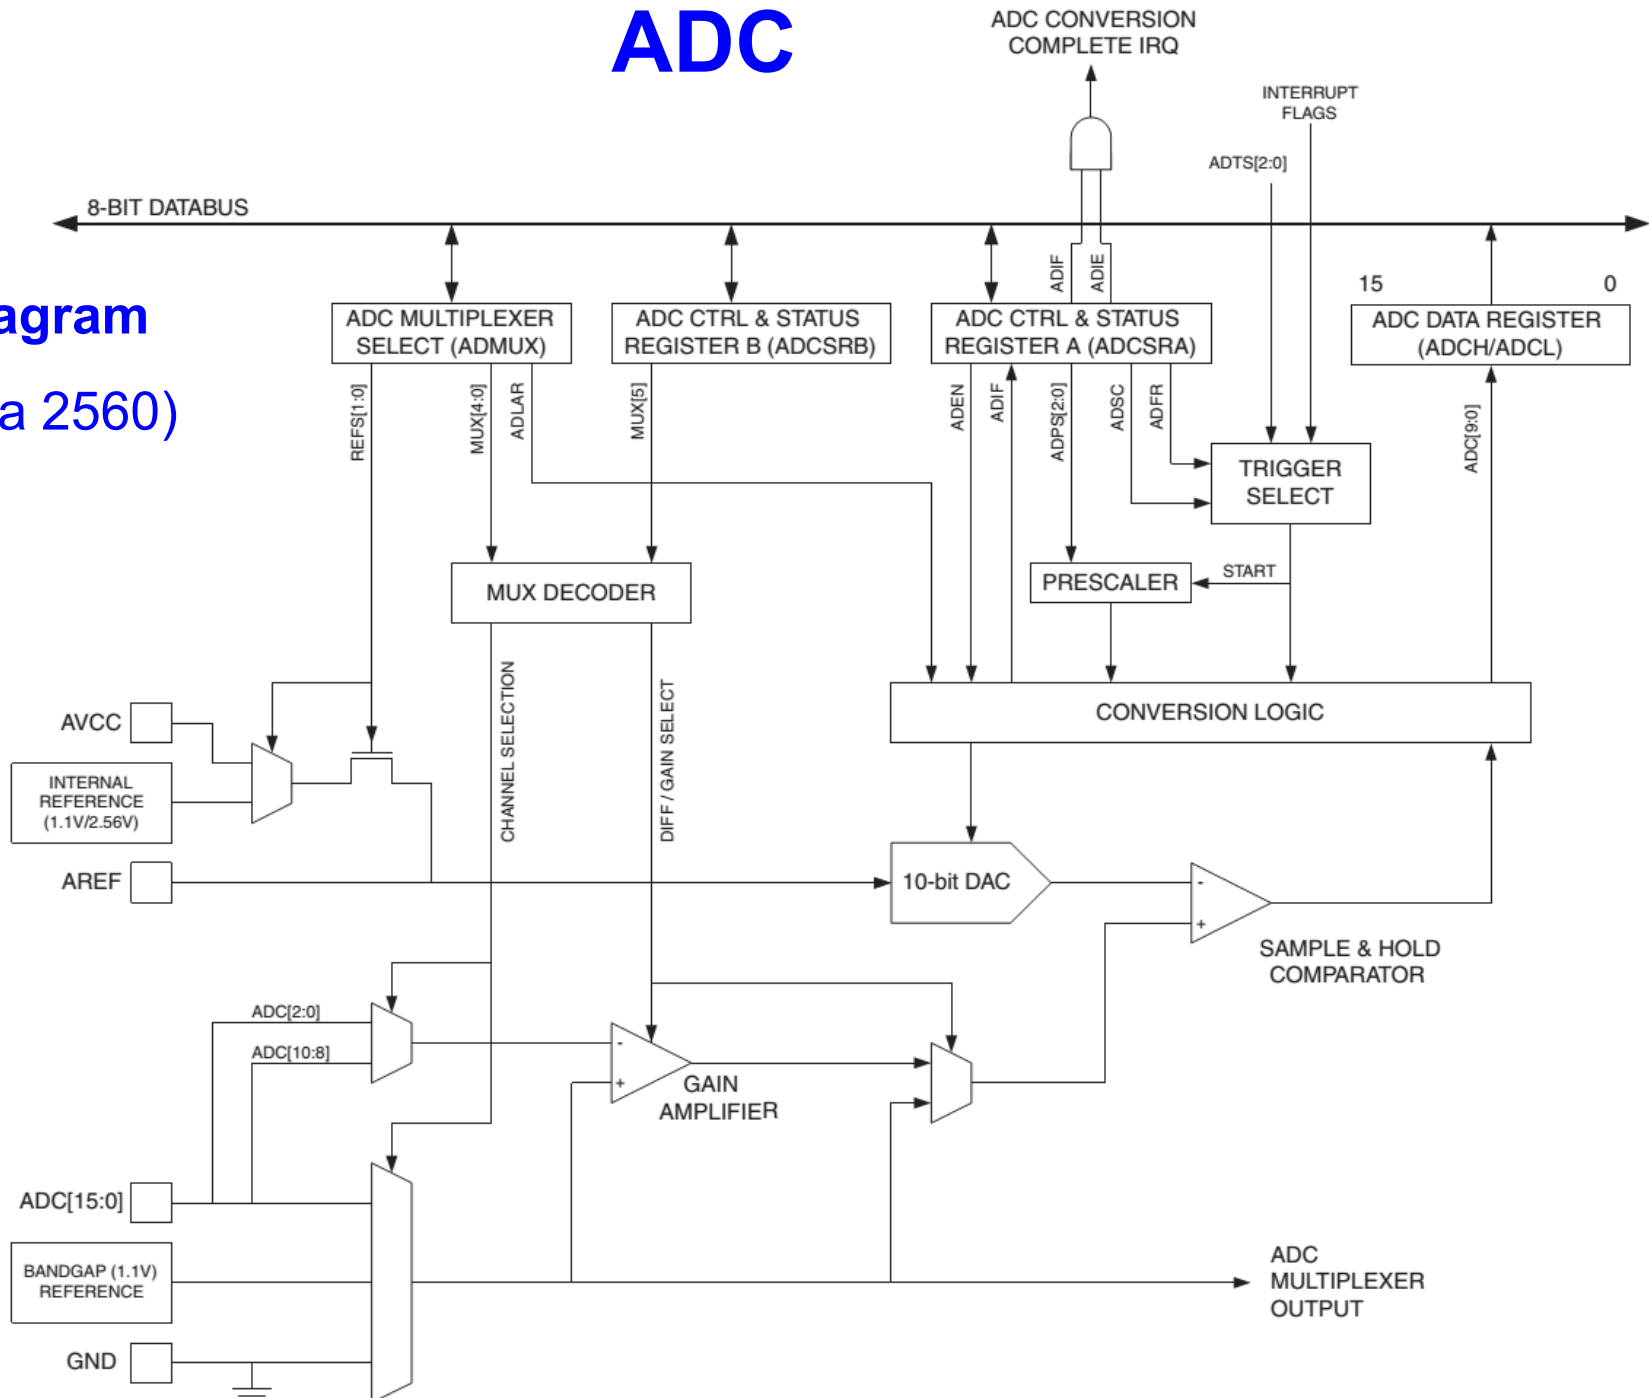 ADC
ADC CONVERSION
COMPLETE IRQ
INTERRUPT
FLAGS
ADTS[2:0]
8-BIT DATABUS
agram
a 2560)
ADIF
ADIE
15
0
ADC MULTIPLEXER
SELECT (ADMUX)
ADC CTRL & STATUS
REGISTER B (ADCSRB)
ADC CTRL & STATUS
REGISTER A (ADCSRA)
ADC DATA REGISTER
(ADCH/ADCL)
REFS[1:0]
MUX[4:0]
ADLAR
MUX[5]
ADEN
ADIF
ADPS[2:0]
ADSC
ADFR
ADC[9:0]
TRIGGER
SELECT
MUX DECODER
PRESCALER
START
CHANNEL SELECTION
DIFF / GAIN SELECT
CONVERSION LOGIC
AVCC
INTERNAL
REFERENCE
(1.1V/2.56V)
AREF
10-bit DAC
-
+
SAMPLE & HOLD
COMPARATOR
ADC[2:0]
ADC[10:8]
-
+
GAIN
AMPLIFIER
ADC[15:0]
BANDGAP (1.1V)
REFERENCE
ADC
MULTIPLEXER
OUTPUT
GND